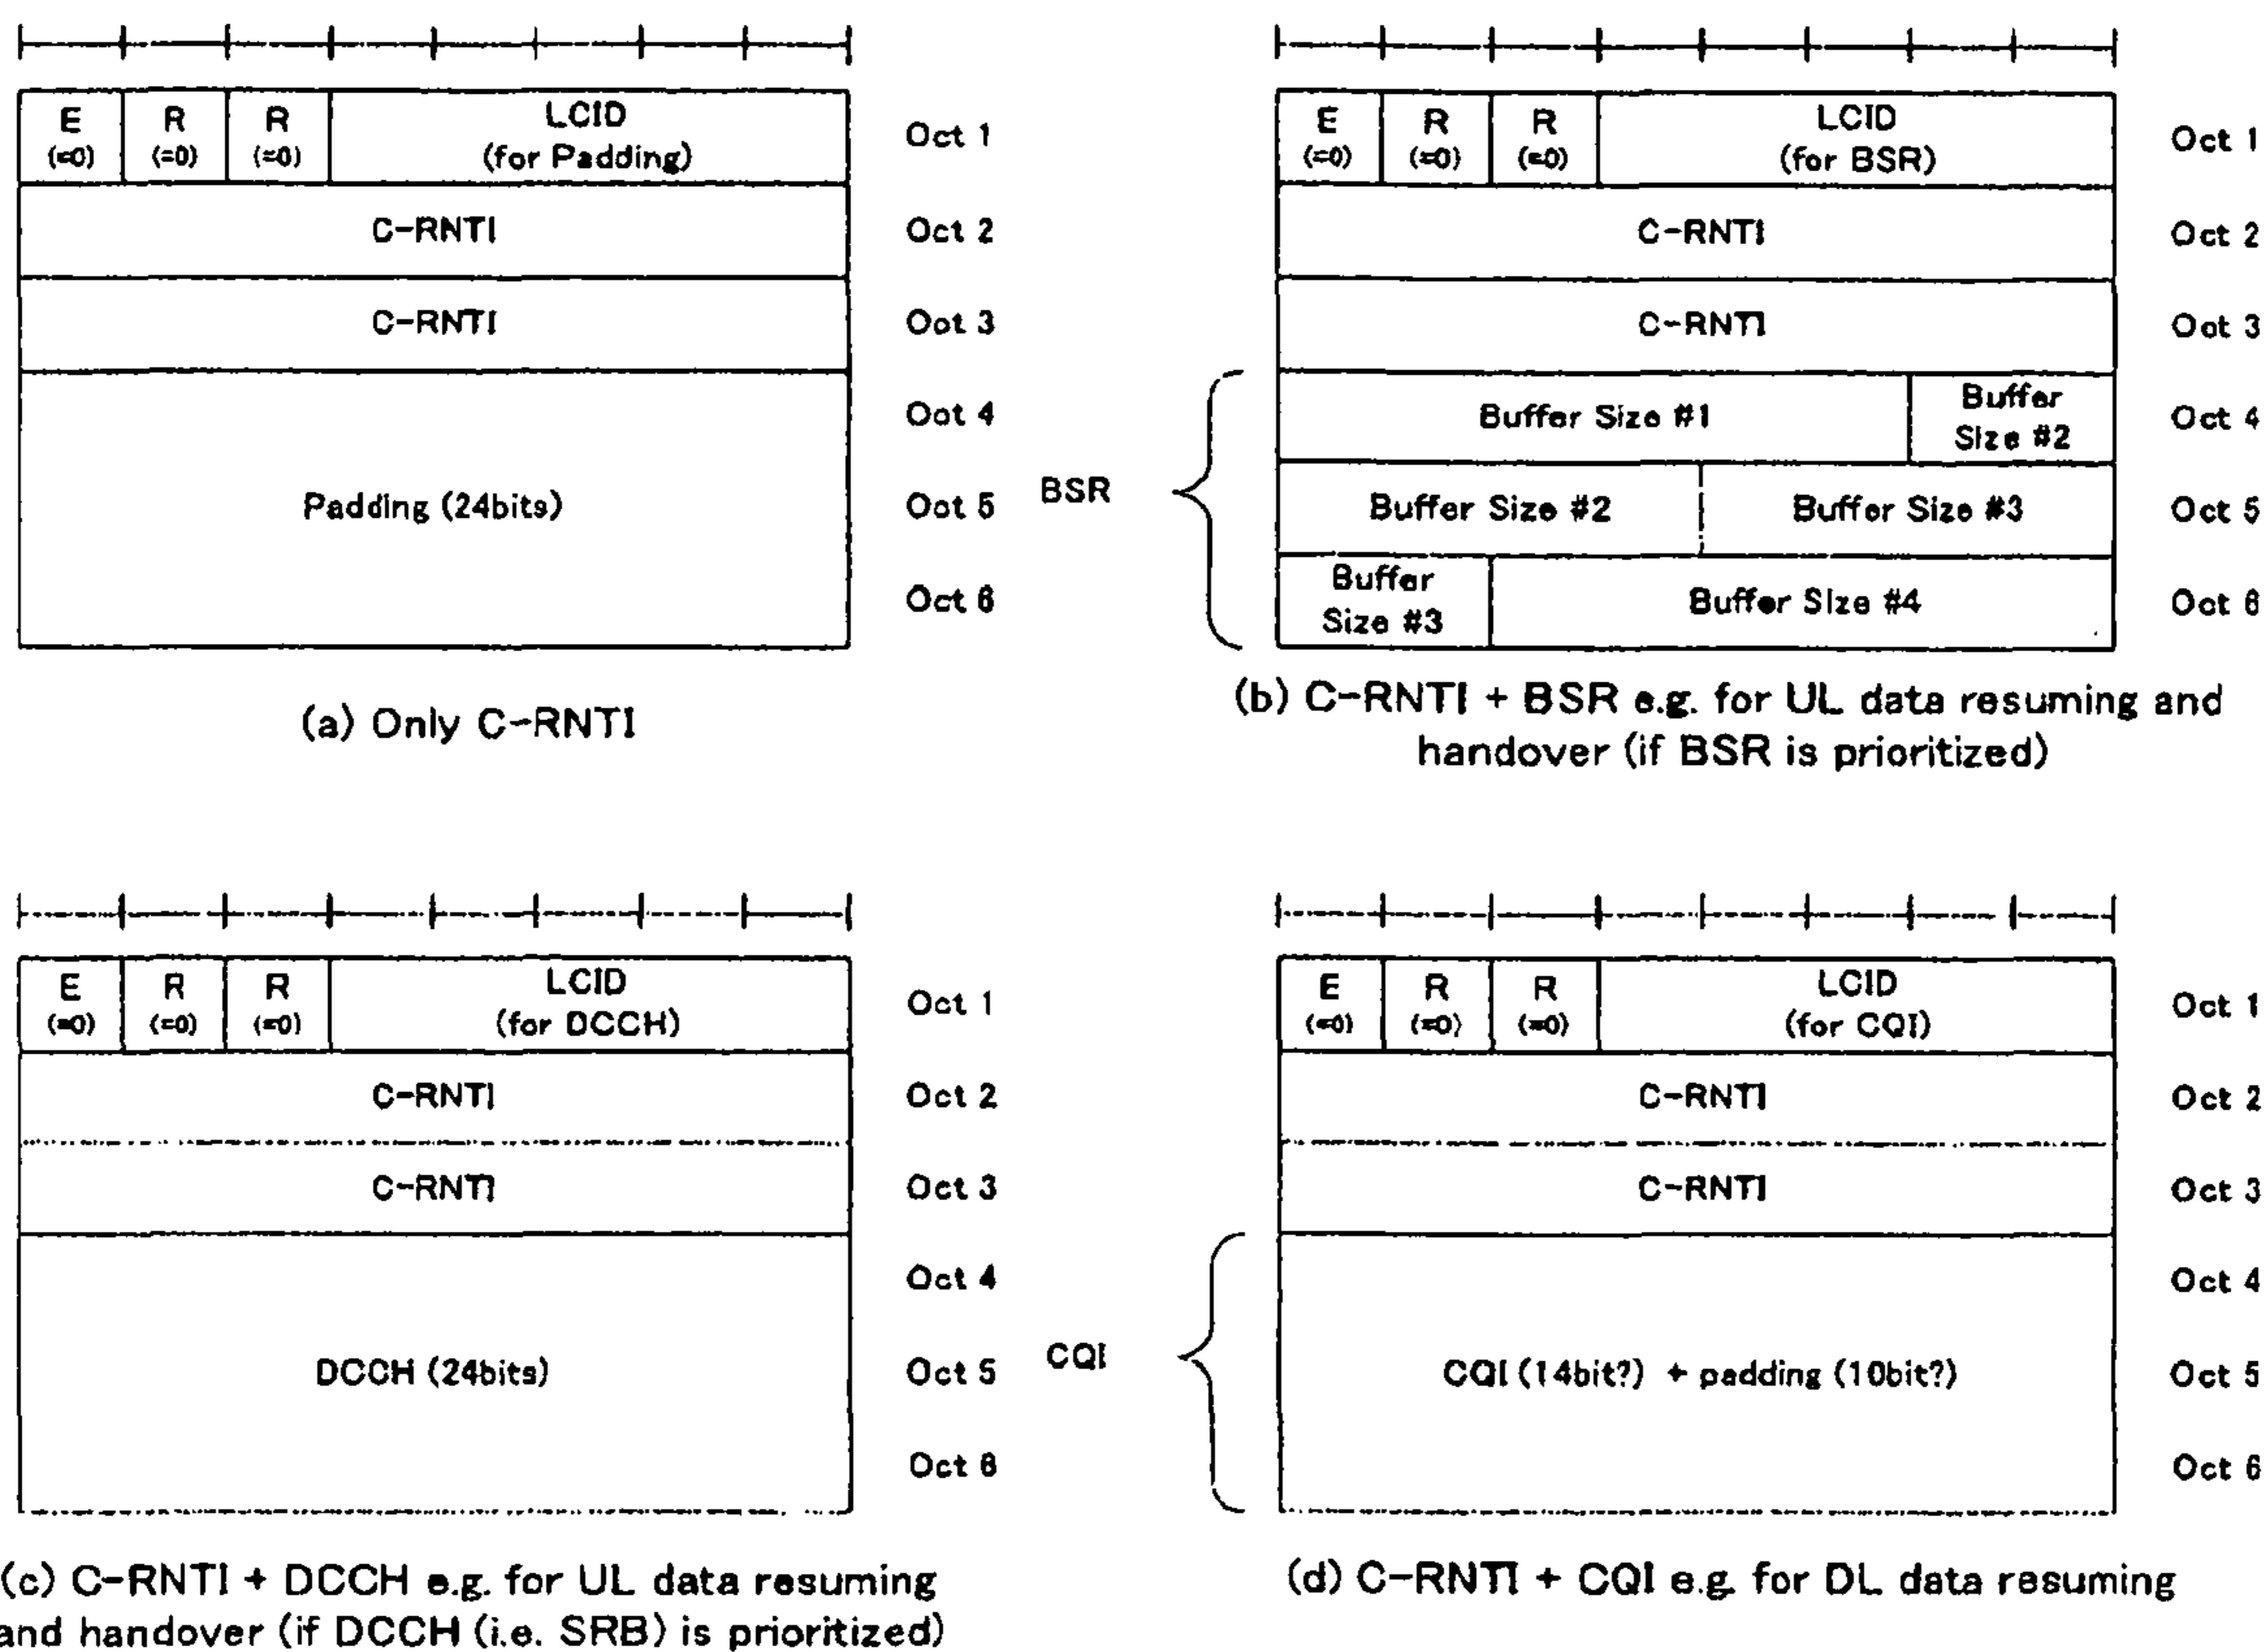 E R R LCID
(=0) (=0) (=0) (for Padding)
Oct 1
C-RNTI
Oct 2
C-RNTI
Oct 3
Oct 4
Padding (24bits)
Oct 5
Oct 6
(a) Only C-RNTI
E R R LCID
(=0) (=0) (=0) (for BSR)
Oct 1
C-RNTI
Oct 2
C-RNTI
Oct 3
BSR
Buffer Size #1
Buffer
Size #2
Oct 4
Buffer Size #2
Buffer Size #3
Oct 5
Buffer
Size #3
Buffer Size #4
Oct 6
(b) C-RNTI + BSR e.g. for UL data resuming and
handover (if BSR is prioritized)
E R R LCID
(=0) (=0) (=0) (for DCCH)
Oct 1
C-RNTI
Oct 2
C-RNTI
Oct 3
Oct 4
DCCH (24bits)
Oct 5
Oct 6
(c) C-RNTI + DCCH e.g. for UL data resuming
and handover (if DCCH (i.e. SRB) is prioritized)
E R R LCID
(=0) (=0) (=0) (for CQI)
Oct 1
C-RNTI
Oct 2
C-RNTI
Oct 3
CQI
Oct 4
CQI (14bit?) + padding (10bit?)
Oct 5
Oct 6
(d) C-RNTI + CQI e.g. for DL data resuming